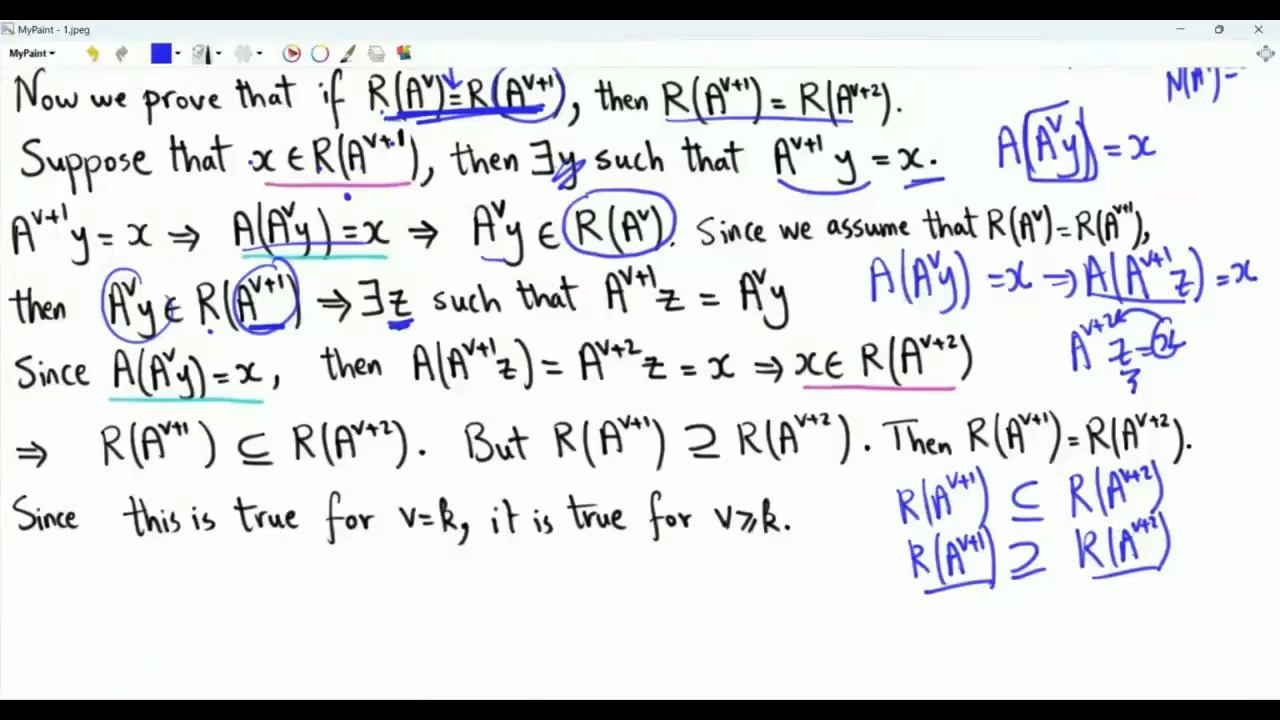 MyPaint - 1.jpeg
MyPaint
Now we prove that if R(A^v) = R(A^{v+1}), then R(A^{v+1}) = R(A^{v+2}).
Suppose that x ∈ R(A^{v+1}), then ∃y such that A^{v+1} y = x. A(A^v y) = x
A^{v+1} y = x ⇒ A(A^v y) = x ⇒ A^v y ∈ R(A^v). Since we assume that R(A^v) = R(A^{v+1}),
then A^v y ∈ R(A^{v+1}) ⇒ ∃z such that A^{v+1} z = A^v y A(A^v y) = x ⇒ A(A^{v+1} z) = x
A^{v+2} z = x
Since A(A^v y) = x, then A(A^{v+1} z) = A^{v+2} z = x ⇒ x ∈ R(A^{v+2})
⇒ R(A^{v+1}) ⊆ R(A^{v+2}). But R(A^{v+1}) ⊇ R(A^{v+2}). Then R(A^{v+1}) = R(A^{v+2}).
R(A^{v+1}) ⊆ R(A^{v+2})
Since this is true for v=k, it is true for v⩾k.
R(A^{v+1}) ⊇ R(A^{v+2})